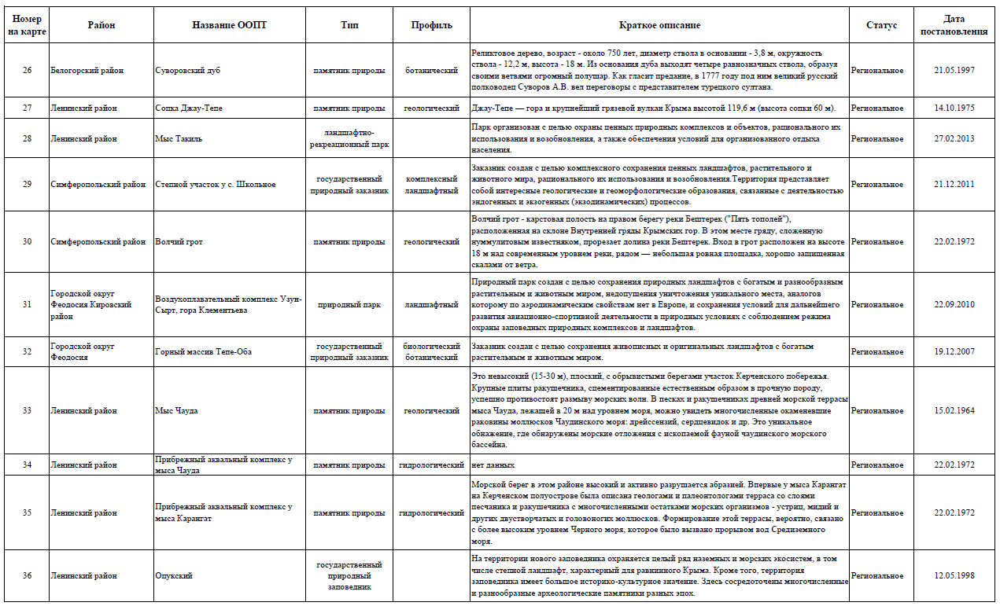 Номер на карте | Район | Название ООПТ | Тип | Профиль | Краткое описание | Статус | Дата постановления
26 | Белогорский район | Суворовский дуб | памятник природы | ботанический | Реликтовое дерево, возраст - около 750 лет, диаметр ствола в основании - 3,8 м, окружность
ствола - 12,2 м, высота - 18 м. Из основания дуба выходят четыре равнозначных ствола, образуя
своими ветвями огромный полушар. Как гласит предание, в 1777 году под ним великий русский
полководец Суворов А.В. вел переговоры с представителем турецкого султана. | Региональное | 21.05.1997
27 | Ленинский район | Сопка Джау-Тепе | памятник природы | геологический | Джау-Тепе — гора и крупнейший грязевой вулкан Крыма высотой 119,6 м (высота сопки 60 м). | Региональное | 14.10.1975
28 | Ленинский район | Мыс Такиль | ландшафтно-рекреационный парк | Парк организован с целью охраны ценных природных комплексов и объектов, рационального их
использования и возобновления, а также обеспечения условий для организованного отдыха
населения. | Региональное | 27.02.2013
29 | Симферопольский район | Степной участок у с. Школьное | государственный природный заказник | комплексный ландшафтный | Заказник создан с целью комплексного сохранения ценных ландшафтов, растительного и
животного мира, рационального их использования и возобновления.Территория представляет
собой интересные геологические и геоморфологические образования, связанные с деятельностью
эндогенных и экзогенных (экзодинамических) процессов. | Региональное | 21.12.2011
30 | Симферопольский район | Волчий грот | памятник природы | геологический | Волчий грот - карстовая полость на правом берегу реки Бештерек ("Пять тополей"),
расположенная на склоне Внутренней гряды Крымских гор. В этом месте гряду, сложенную
нуммулитовым известняком, прорезает долина реки Бештерек. Вход в грот расположен на высоте
18 м над современным уровнем реки, рядом — небольшая ровная площадка, хорошо защищенная
скалами от ветра. | Региональное | 22.02.1972
31 | Городской округ Феодосия Кировский район | Воздухоплавательный комплекс Узун-Сырт, гора Клементьева | природный парк | ландшафтный | Природный парк создан с целью сохранения природных ландшафтов с богатым и разнообразным
растительным и животным миром, недопущения уничтожения уникального места, аналогов
которому по аэродинамическим свойствам нет в Европе, и сохранения условий для дальнейшего
развития авиационно-спортивной деятельности в природных условиях с соблюдением режима
охраны заповедных природных комплексов и ландшафтов. | Региональное | 22.09.2010
32 | Городской округ Феодосия | Горный массив Тепе-Оба | государственный природный заказник | биологический ботанический | Заказник создан с целью сохранения живописных и оригинальных ландшафтов с богатым
растительным и животным миром. | Региональное | 19.12.2007
33 | Ленинский район | Мыс Чауда | памятник природы | геологический | Это невысокий (15-30 м), плоский, с обрывистыми берегами участок Керченского побережья.
Крупные плиты ракушечника, сцементированные естественным образом в прочную породу,
успешно противостоят размыву морских волн. В песках и ракушечниках древней морской террасы
мыса Чауда, лежащей в 20 м над уровнем моря, можно увидеть многочисленные окаменевшие
раковины моллюсков Чаудинского моря: дрейссензий, сердцевидок и др. Это уникальное
обнажение, где обнаружены морские отложения с ископаемой фауной чаудинского морского
бассейна. | Региональное | 15.02.1964
34 | Ленинский район | Прибрежный аквальный комплекс у мыса Чауда | памятник природы | гидрологический | нет данных | Региональное | 22.02.1972
35 | Ленинский район | Прибрежный аквальный комплекс у мыса Карангат | памятник природы | гидрологический | Морской берег в этом районе высокий и активно разрушается абразией. Впервые у мыса Карангат
на Керченском полуострове была описана геологами и палеонтологами терраса со слоями
песчаника и ракушечника с многочисленными остатками морских организмов - устриц, мидий и
других двустворчатых и головоногих моллюсков. Формирование этой террасы, вероятно, связано
с более высоким уровнем Черного моря, которое было вызвано прорывом вод Средиземного
моря. | Региональное | 22.02.1972
36 | Ленинский район | Опукский | государственный природный заповедник | На территории нового заповедника охраняется целый ряд наземных и морских экосистем, в том
числе степной ландшафт, характерный для равнинного Крыма. Кроме того, территория
заповедника имеет большое историко-культурное значение. Здесь сосредоточены многочисленные
и разнообразные археологические памятники разных эпох. | Региональное | 12.05.1998